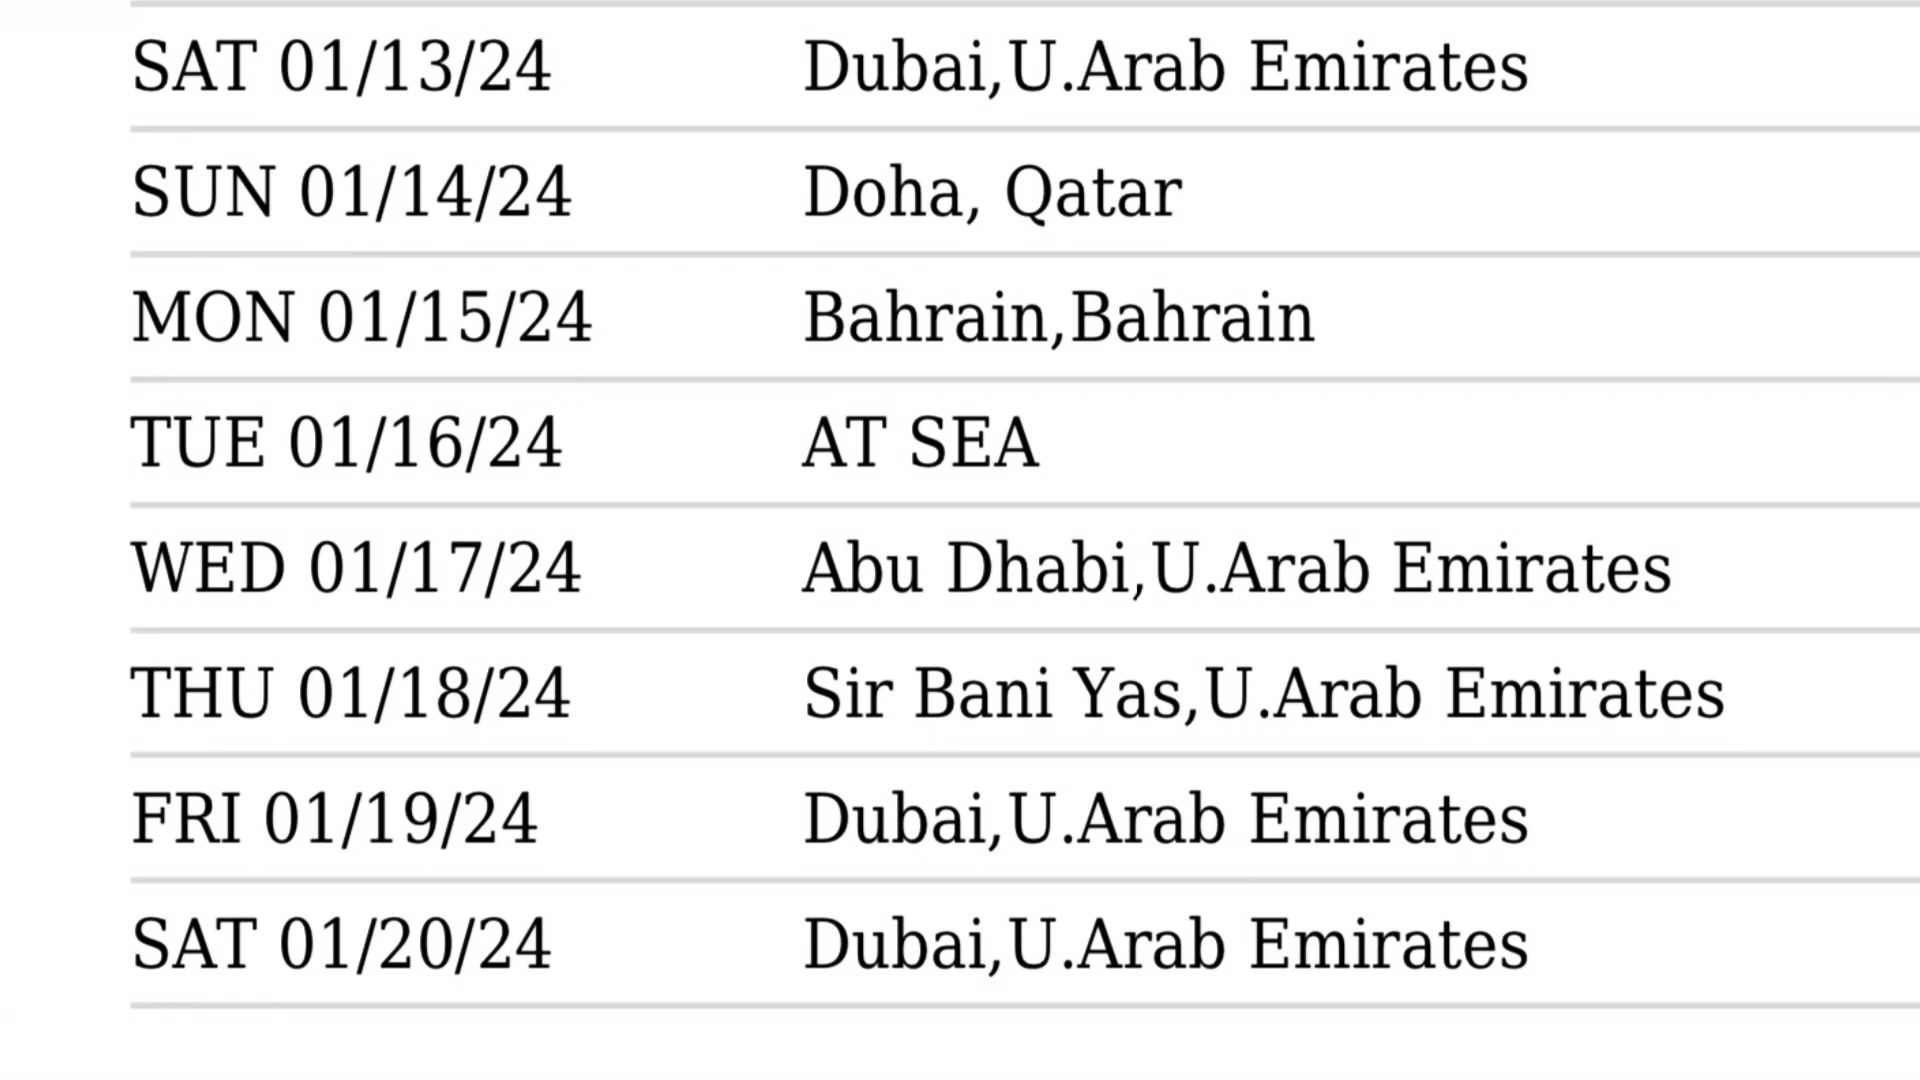 SAT 01/13/24 Dubai,U.Arab Emirates
SUN 01/14/24 Doha, Qatar
MON 01/15/24 Bahrain,Bahrain
TUE 01/16/24 AT SEA
WED 01/17/24 Abu Dhabi,U.Arab Emirates
THU 01/18/24 Sir Bani Yas,U.Arab Emirates
FRI 01/19/24 Dubai,U.Arab Emirates
SAT 01/20/24 Dubai,U.Arab Emirates